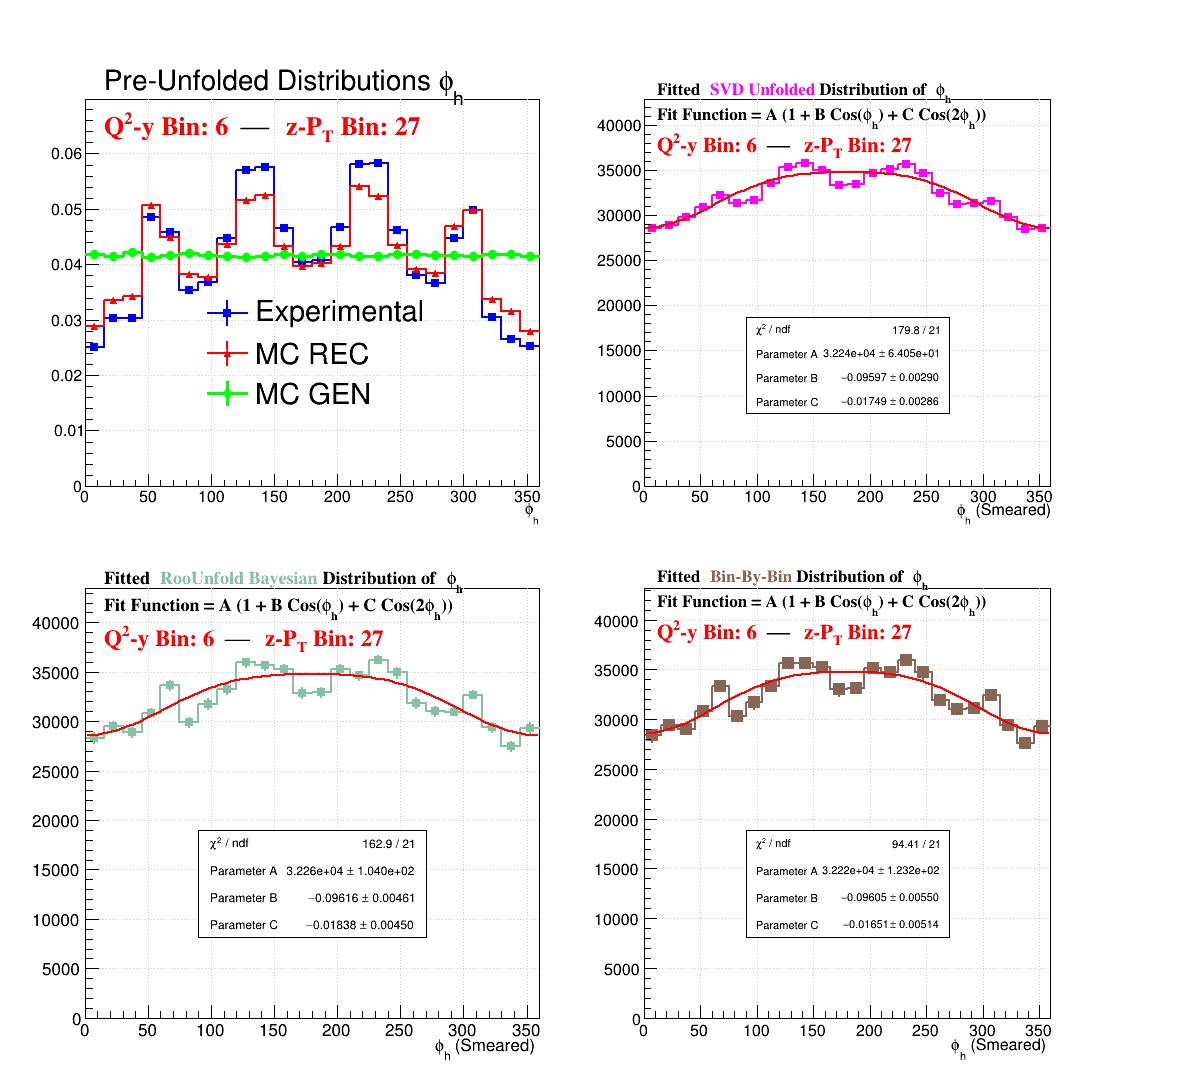 Pre-Unfolded Distributions ϕh
Q²-y Bin: 6 — z-PT Bin: 27
0.06
0.05
0.04
0.03
0.02
0.01
0
Experimental
MC REC
MC GEN
0 50 100 150 200 250 300 350
ϕh
Fitted SVD Unfolded Distribution of ϕh
Fit Function = A (1 + B Cos(ϕh) + C Cos(2ϕh))
Q²-y Bin: 6 — z-PT Bin: 27
40000
35000
30000
25000
20000
15000
10000
5000
0
χ² / ndf 179.8 / 21
Parameter A 3.224e+04 ± 6.405e+01
Parameter B −0.09597 ± 0.00290
Parameter C −0.01749 ± 0.00286
0 50 100 150 200 250 300 350
ϕh (Smeared)
Fitted RooUnfold Bayesian Distribution of ϕh
Fit Function = A (1 + B Cos(ϕh) + C Cos(2ϕh))
Q²-y Bin: 6 — z-PT Bin: 27
40000
35000
30000
25000
20000
15000
10000
5000
0
χ² / ndf 162.9 / 21
Parameter A 3.226e+04 ± 1.040e+02
Parameter B −0.09616 ± 0.00461
Parameter C −0.01838 ± 0.00450
0 50 100 150 200 250 300 350
ϕh (Smeared)
Fitted Bin-By-Bin Distribution of ϕh
Fit Function = A (1 + B Cos(ϕh) + C Cos(2ϕh))
Q²-y Bin: 6 — z-PT Bin: 27
40000
35000
30000
25000
20000
15000
10000
5000
0
χ² / ndf 94.41 / 21
Parameter A 3.222e+04 ± 1.232e+02
Parameter B −0.09605 ± 0.00550
Parameter C −0.01651 ± 0.00514
0 50 100 150 200 250 300 350
ϕh (Smeared)